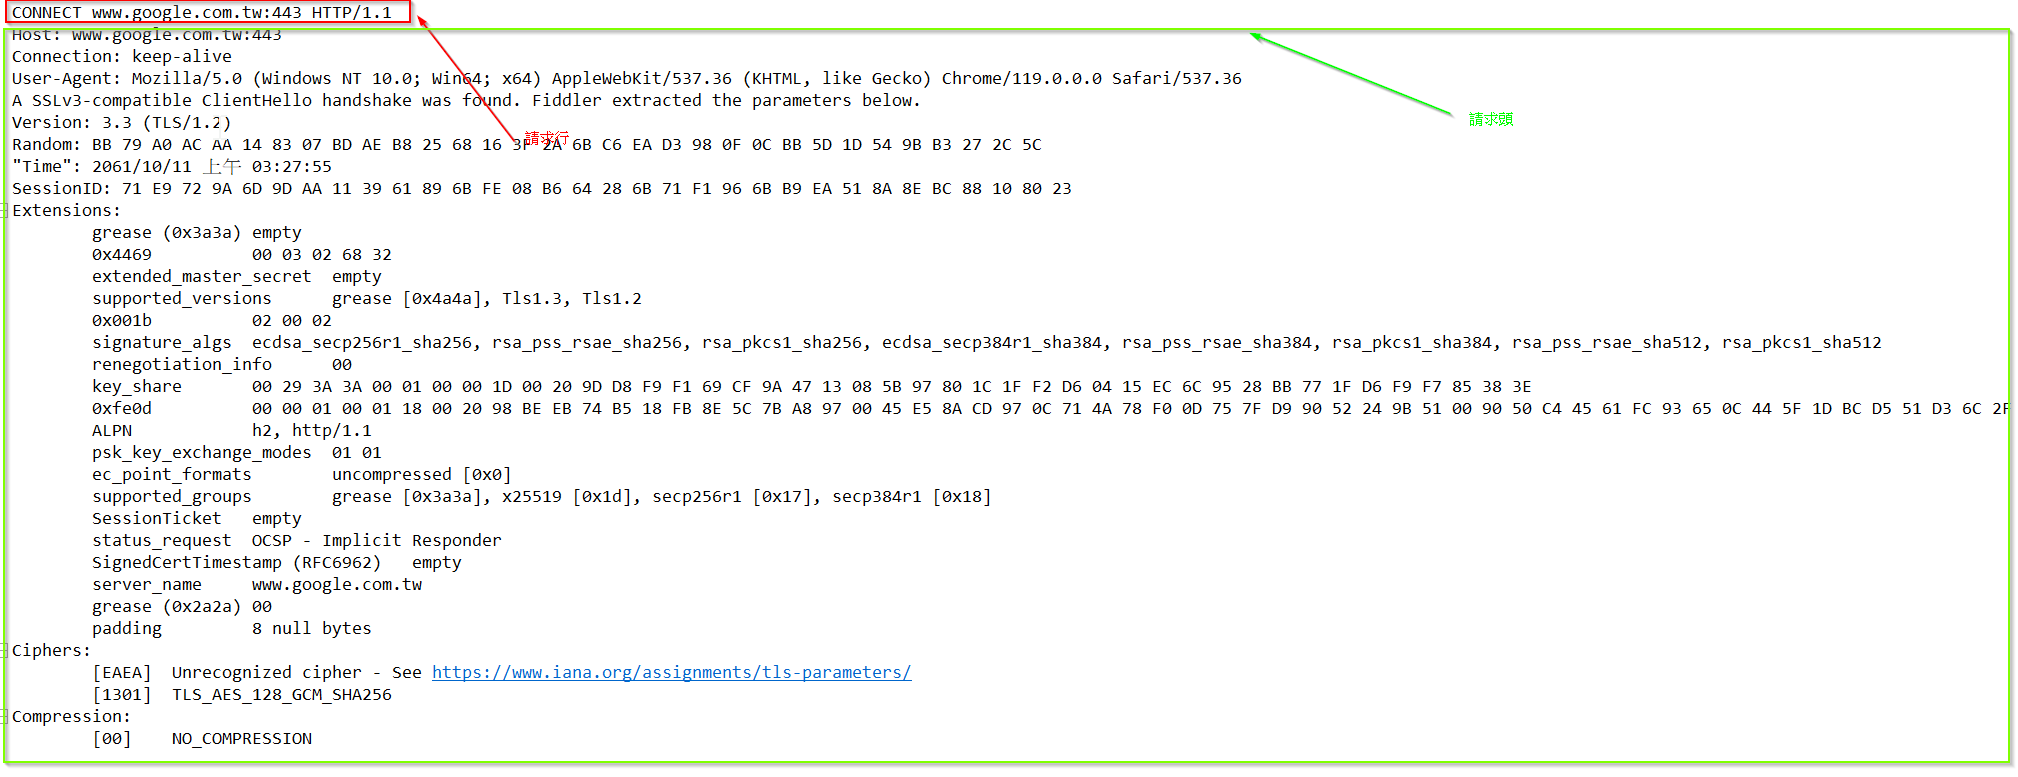 CONNECT www.google.com.tw:443 HTTP/1.1
Host: www.google.com.tw:443
Connection: keep-alive
User-Agent: Mozilla/5.0 (Windows NT 10.0; Win64; x64) AppleWebKit/537.36 (KHTML, like Gecko) Chrome/119.0.0.0 Safari/537.36
A SSLv3-compatible ClientHello handshake was found. Fiddler extracted the parameters below.
請求頭
Version: 3.3 (TLS/1.2)
請求行
Random: BB 79 A0 AC AA 14 83 07 BD AE B8 25 68 16 3F 2A 6B C6 EA D3 98 0F 0C BB 5D 1D 54 9B B3 27 2C 5C
"Time": 2061/10/11 上午 03:27:55
SessionID: 71 E9 72 9A 6D 9D AA 11 39 61 89 6B FE 08 B6 64 28 6B 71 F1 96 6B B9 EA 51 8A 8E BC 88 10 80 23
Extensions:
grease (0x3a3a) empty
0x4469 00 03 02 68 32
extended_master_secret empty
supported_versions grease [0x4a4a], Tls1.3, Tls1.2
0x001b 02 00 02
signature_algs ecdsa_secp256r1_sha256, rsa_pss_rsae_sha256, rsa_pkcs1_sha256, ecdsa_secp384r1_sha384, rsa_pss_rsae_sha384, rsa_pkcs1_sha384, rsa_pss_rsae_sha512, rsa_pkcs1_sha512
renegotiation_info 00
key_share 00 29 3A 3A 00 01 00 00 1D 00 20 9D D8 F9 F1 69 CF 9A 47 13 08 5B 97 80 1C 1F F2 D6 04 15 EC 6C 95 28 BB 77 1F D6 F9 F7 85 38 3E
0xfe0d 00 00 01 00 01 18 00 20 98 BE EB 74 B5 18 FB 8E 5C 7B A8 97 00 45 E5 8A CD 97 0C 71 4A 78 F0 0D 75 7F D9 90 52 24 9B 51 00 90 50 C4 45 61 FC 93 65 0C 44 5F 1D BC D5 51 D3 6C 2F
ALPN h2, http/1.1
psk_key_exchange_modes 01 01
ec_point_formats uncompressed [0x0]
supported_groups grease [0x3a3a], x25519 [0x1d], secp256r1 [0x17], secp384r1 [0x18]
SessionTicket empty
status_request OCSP - Implicit Responder
SignedCertTimestamp (RFC6962) empty
server_name www.google.com.tw
grease (0x2a2a) 00
padding 8 null bytes
Ciphers:
[EAEA] Unrecognized cipher - See https://www.iana.org/assignments/tls-parameters/
[1301] TLS_AES_128_GCM_SHA256
Compression:
[00] NO_COMPRESSION